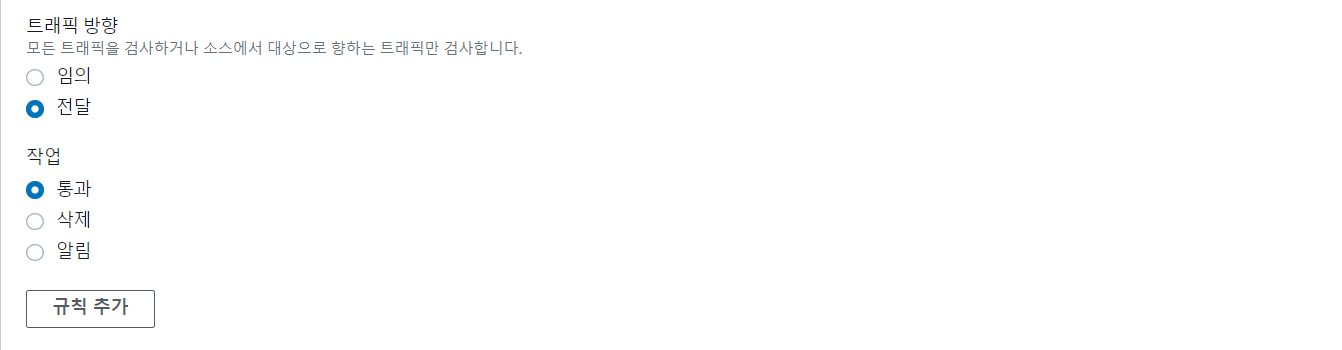 트래픽 방향
모든 트래픽을 검사하거나 소스에서 대상으로 향하는 트래픽만 검사합니다.
임의
전달
작업
통과
삭제
알림
규칙 추가